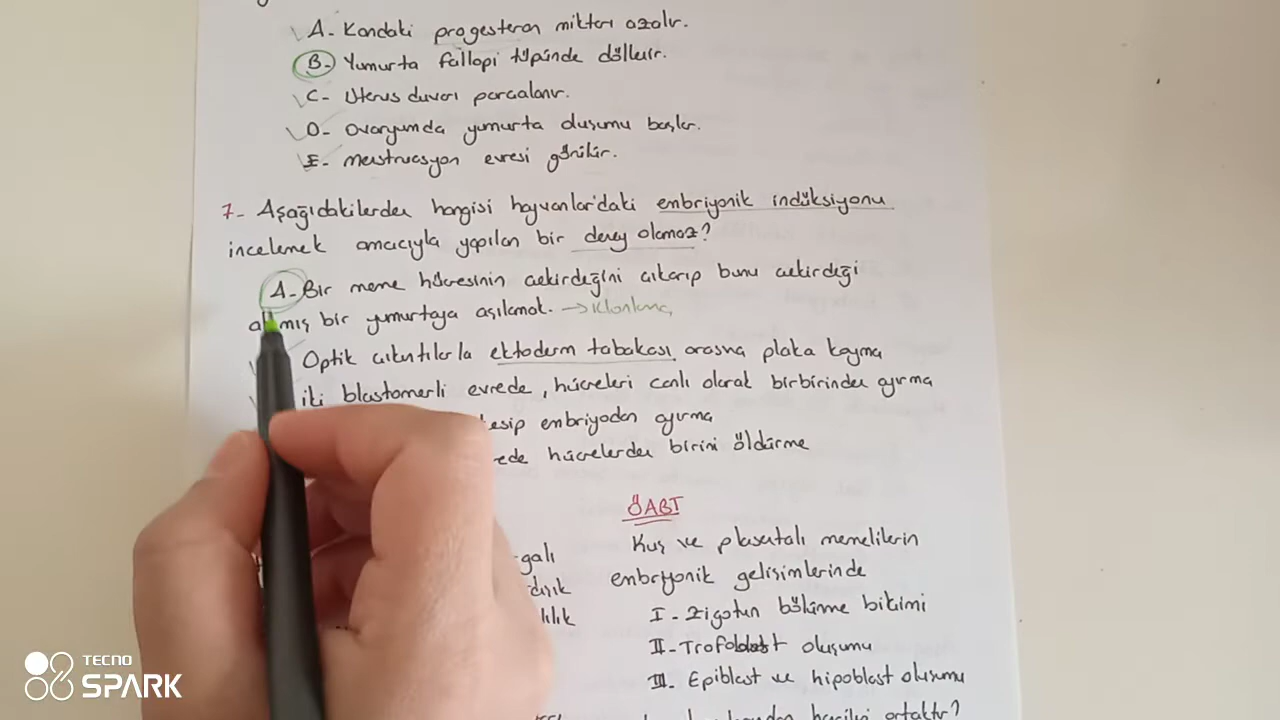 A- Kandaki progesteron miktarı azalır.
B- Yumurta fallopi tüpünde döllenir.
C- Uterus duvarı parçalanır.
D- Ovaryumda yumurta oluşumu başlar.
E- menstruasyon evresi görülür.
7- Aşağıdakilerden hangisi hayvanlardaki embriyonik indüksiyonu
incelemek amacıyla yapılan bir deney olamaz?
A- Bir meme hücresinin çekirdeğini çıkarıp bunu çekirdeği
alınmış bir yumurtaya aşılamak. → klonlama
Optik çıkıntılarla ektoderm tabakası arasına plaka koyma
iki blastomerli evrede, hücreleri canlı olarak birbirinden ayırma
kesip embriyodan ayırma
hücrelerden birini öldürme
ÖABT
Kuş ve plasentalı memelilerin
embriyonik gelişimlerinde
I- zigotun bölünme bitimi
II- Trofoblast oluşumu
III- Epiblast ve hipoblast oluşumu
hangileri ortaktır?
TECNO
SPARK